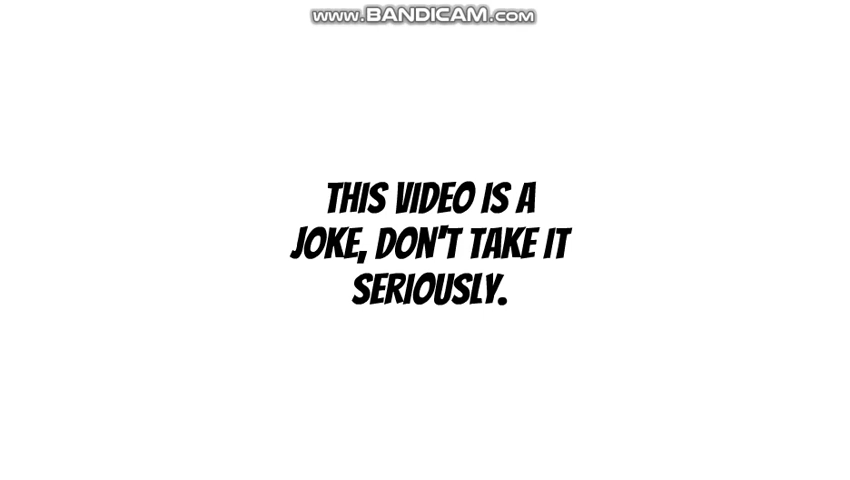 www.BANDICAM.com
THIS VIDEO IS A
JOKE, DON'T TAKE IT
SERIOUSLY.